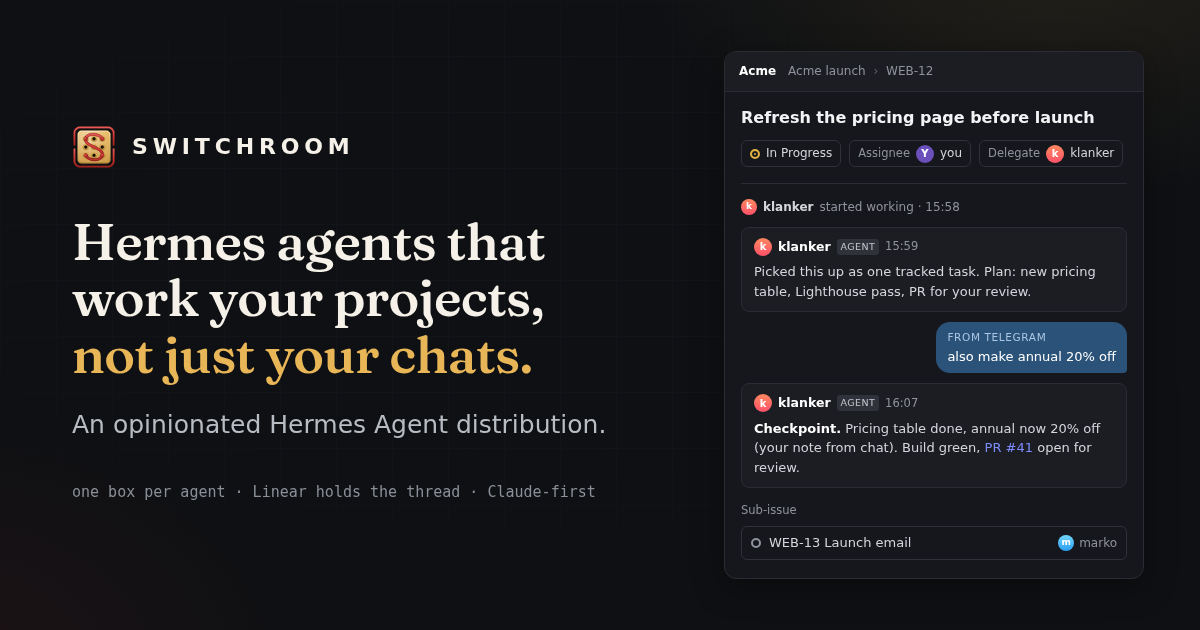 SWITCHROOM
Hermes agents that
work your projects,
not just your chats.
An opinionated Hermes Agent distribution.
one box per agent · Linear holds the thread · Claude-first
Acme Acme launch › WEB-12
Refresh the pricing page before launch
In Progress Assignee Y you Delegate k klanker
k klanker started working · 15:58
k klanker AGENT 15:59
Picked this up as one tracked task. Plan: new pricing
table, Lighthouse pass, PR for your review.
FROM TELEGRAM
also make annual 20% off
k klanker AGENT 16:07
Checkpoint. Pricing table done, annual now 20% off
(your note from chat). Build green, PR #41 open for
review.
Sub-issue
WEB-13 Launch email m marko